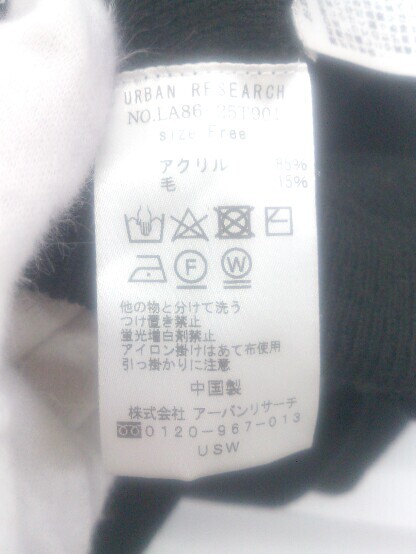 URBAN RESEARCH
size Free
アクリル 85%
毛 15%
F
W
他の物と分けて洗う
つけ置き禁止
蛍光増白剤禁止
アイロン掛けはあて布使用
引っ掛かりに注意
中国製
株式会社 アーバンリサーチ
0120-967-013
USW